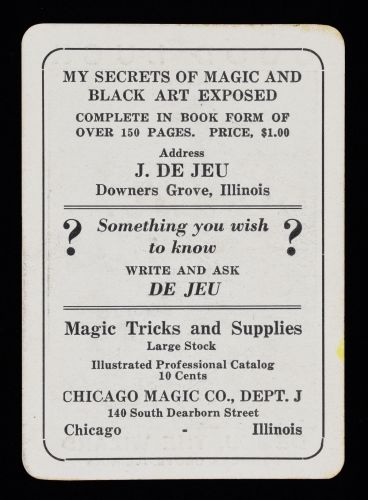 MY SECRETS OF MAGIC AND
BLACK ART EXPOSED
COMPLETE IN BOOK FORM OF
OVER 150 PAGES. PRICE, $1.00
Address
J. DE JEU
Downers Grove, Illinois
? Something you wish ?
to know
WRITE AND ASK
DE JEU
Magic Tricks and Supplies
Large Stock
Illustrated Professional Catalog
10 Cents
CHICAGO MAGIC CO., DEPT. J
140 South Dearborn Street
Chicago - Illinois